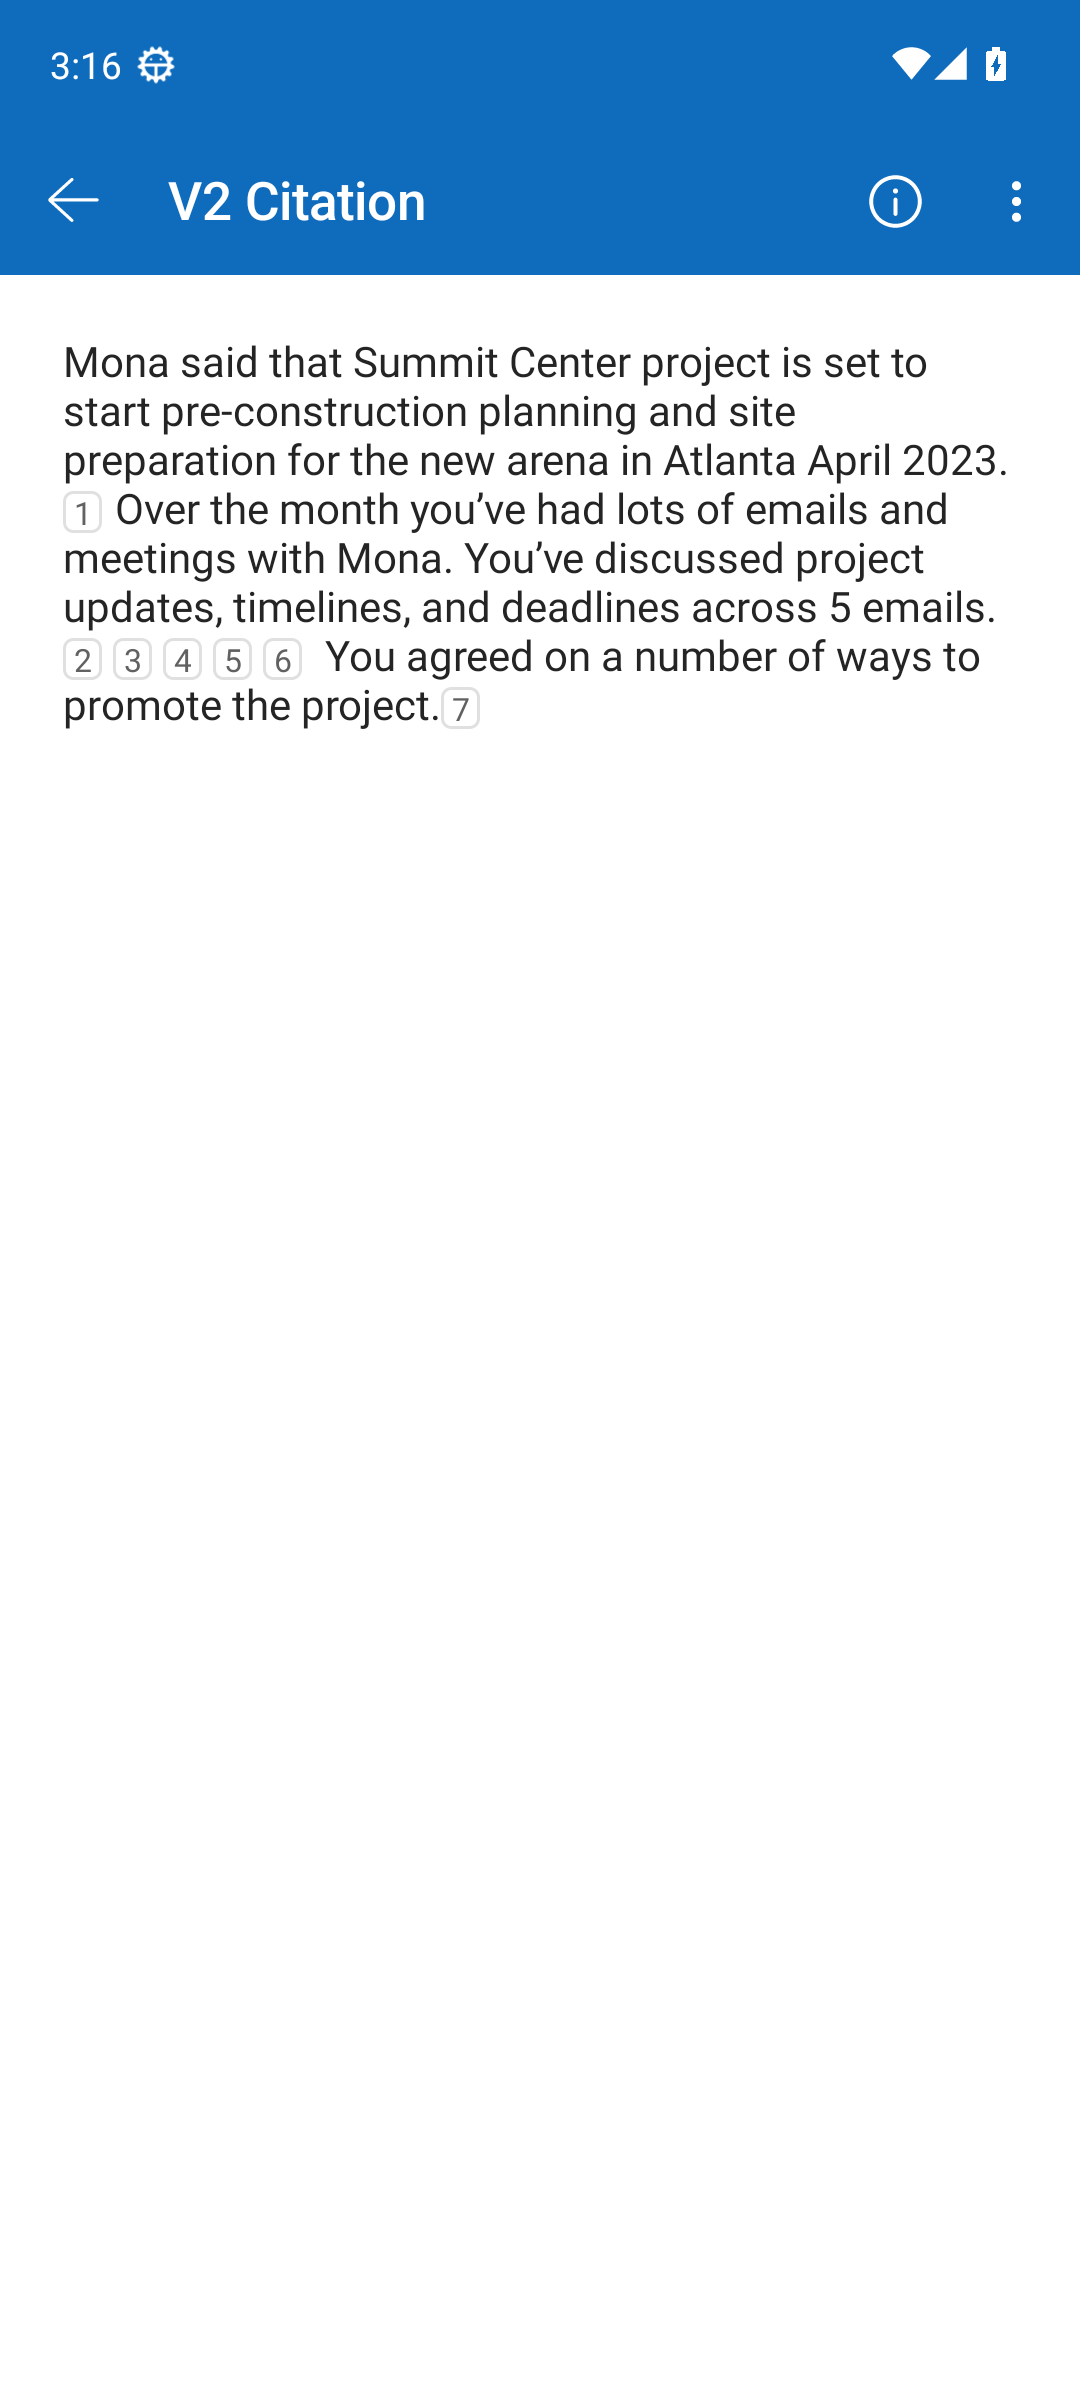 3:16
V2 Citation
Mona said that Summit Center project is set to
start pre-construction planning and site
preparation for the new arena in Atlanta April 2023.
1 Over the month you’ve had lots of emails and
meetings with Mona. You’ve discussed project
updates, timelines, and deadlines across 5 emails.
2 3 4 5 6 You agreed on a number of ways to
promote the project. 7